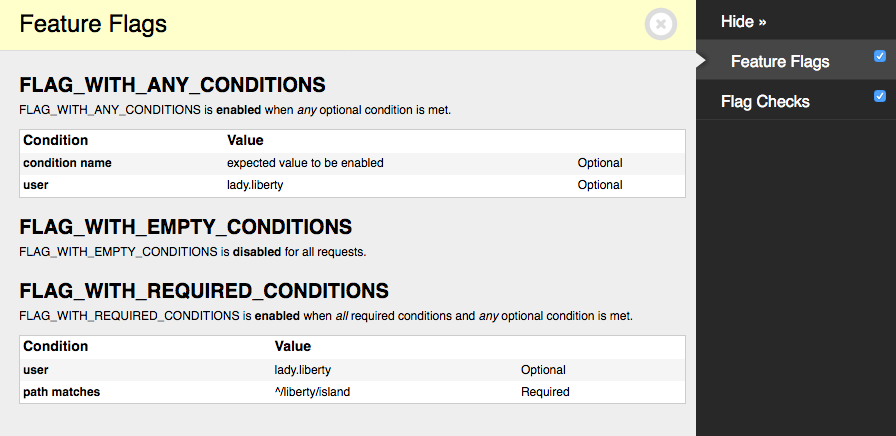 Feature Flags
Hide »
Feature Flags
Flag Checks
FLAG_WITH_ANY_CONDITIONS
FLAG_WITH_ANY_CONDITIONS is enabled when any optional condition is met.
Condition Value
condition name expected value to be enabled Optional
user lady.liberty Optional
FLAG_WITH_EMPTY_CONDITIONS
FLAG_WITH_EMPTY_CONDITIONS is disabled for all requests.
FLAG_WITH_REQUIRED_CONDITIONS
FLAG_WITH_REQUIRED_CONDITIONS is enabled when all required conditions and any optional condition is met.
Condition Value
user lady.liberty Optional
path matches ^/liberty/island Required